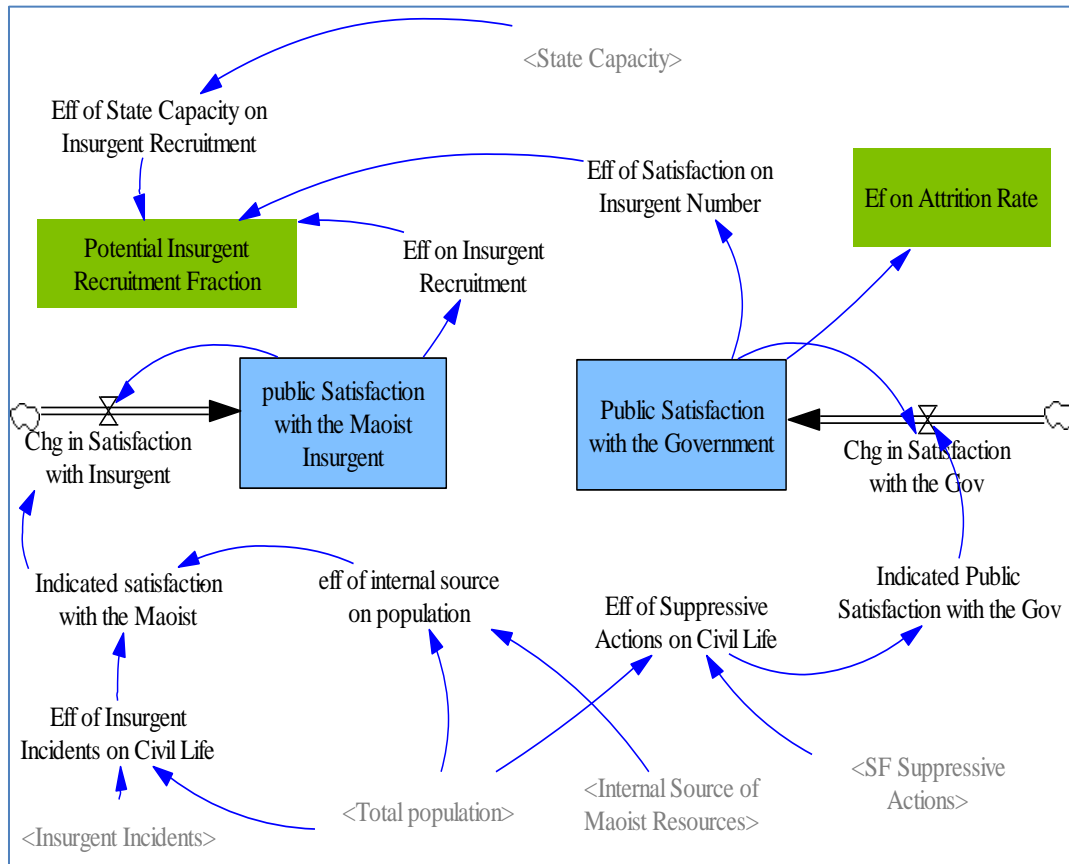 <State Capacity>
Eff of State Capacity on
Insurgent Recruitment
Eff of Satisfaction on
Insurgent Number
Ef on Attrition Rate
Potential Insurgent
Recruitment Fraction
Eff on Insurgent
Recruitment
public Satisfaction
with the Maoist
Insurgent
Public Satisfaction
with the Government
Chg in Satisfaction
with Insurgent
Chg in Satisfaction
with the Gov
Indicated satisfaction
with the Maoist
eff of internal source
on population
Eff of Suppressive
Actions on Civil Life
Indicated Public
Satisfaction with the Gov
Eff of Insurgent
Incidents on Civil Life
<Insurgent Incidents>
<Total population>
<Internal Source of
Maoist Resources>
<SF Suppressive
Actions>